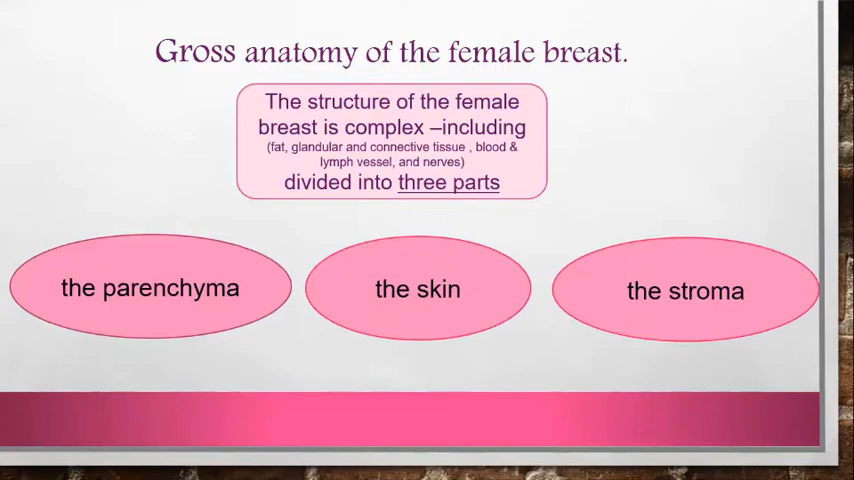 Gross anatomy of the female breast.
The structure of the female
breast is complex –including
(fat, glandular and connective tissue , blood &
lymph vessel, and nerves)
divided into three parts
the parenchyma
the skin
the stroma